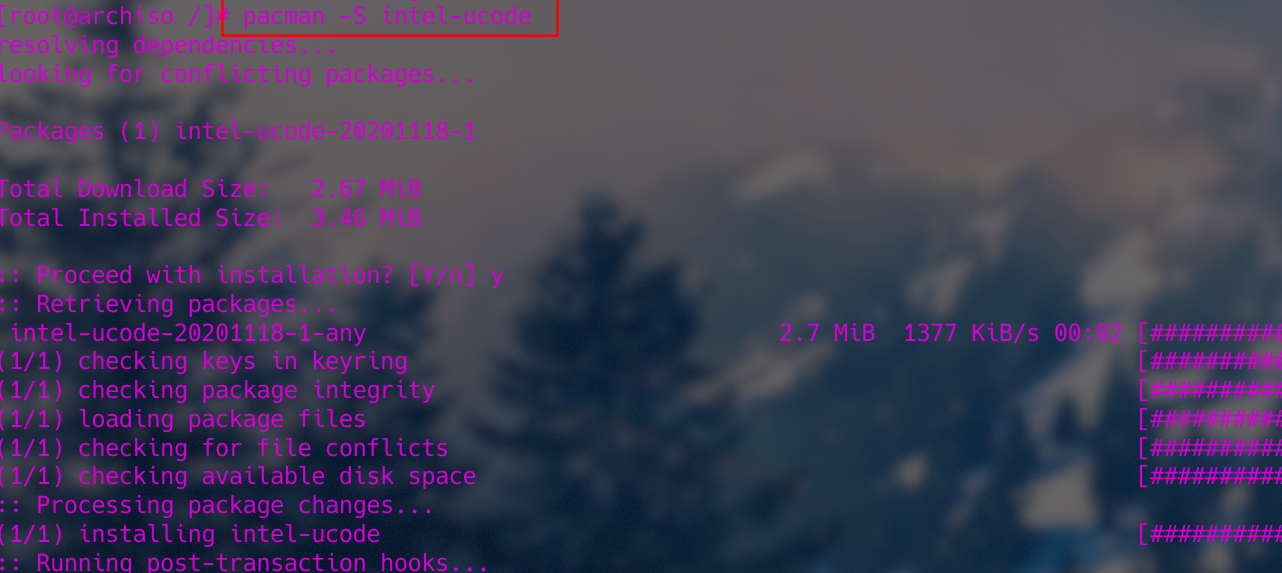 [root@archiso /]# pacman -S intel-ucode
resolving dependencies...
looking for conflicting packages...
Packages (1) intel-ucode-20201118-1
Total Download Size:   2.67 MiB
Total Installed Size:  3.46 MiB
:: Proceed with installation? [Y/n] y
:: Retrieving packages...
intel-ucode-20201118-1-any 2.7 MiB  1377 KiB/s 00:02 [##########
(1/1) checking keys in keyring [##########
(1/1) checking package integrity [##########
(1/1) loading package files [##########
(1/1) checking for file conflicts [##########
(1/1) checking available disk space [##########
:: Processing package changes...
(1/1) installing intel-ucode [##########
:: Running post-transaction hooks...